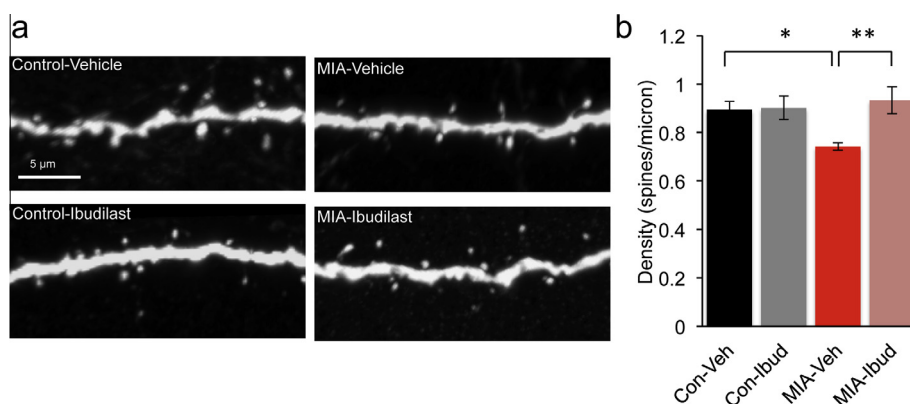 a
Control-Vehicle
MIA-Vehicle
5 µm
Control-Ibudilast
MIA-Ibudilast
b
* **
1.2
1
0.8
0.6
0.4
0.2
0
Density (spines/micron)
Con-Veh
Con-Ibud
MIA-Veh
MIA-Ibud